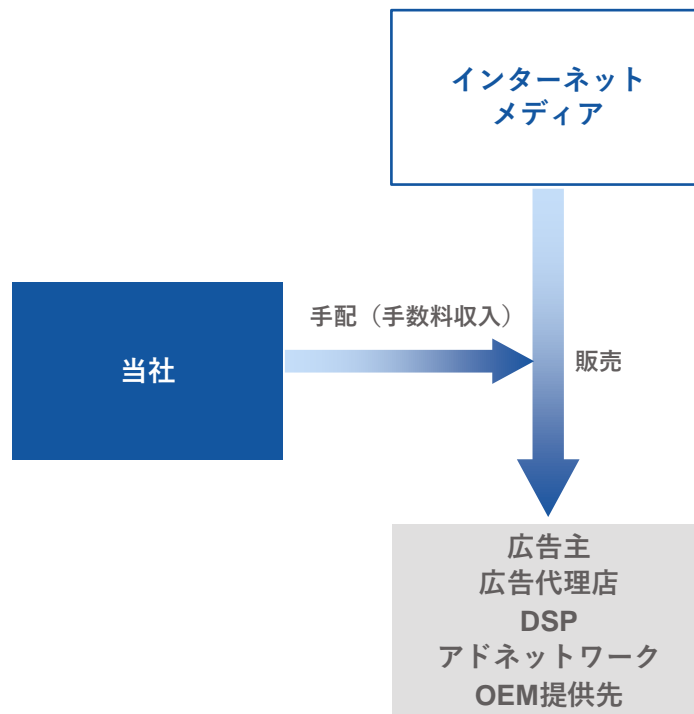 インターネット
メディア
手配（手数料収入）
当社
販売
広告主
広告代理店
DSP
アドネットワーク
OEM提供先